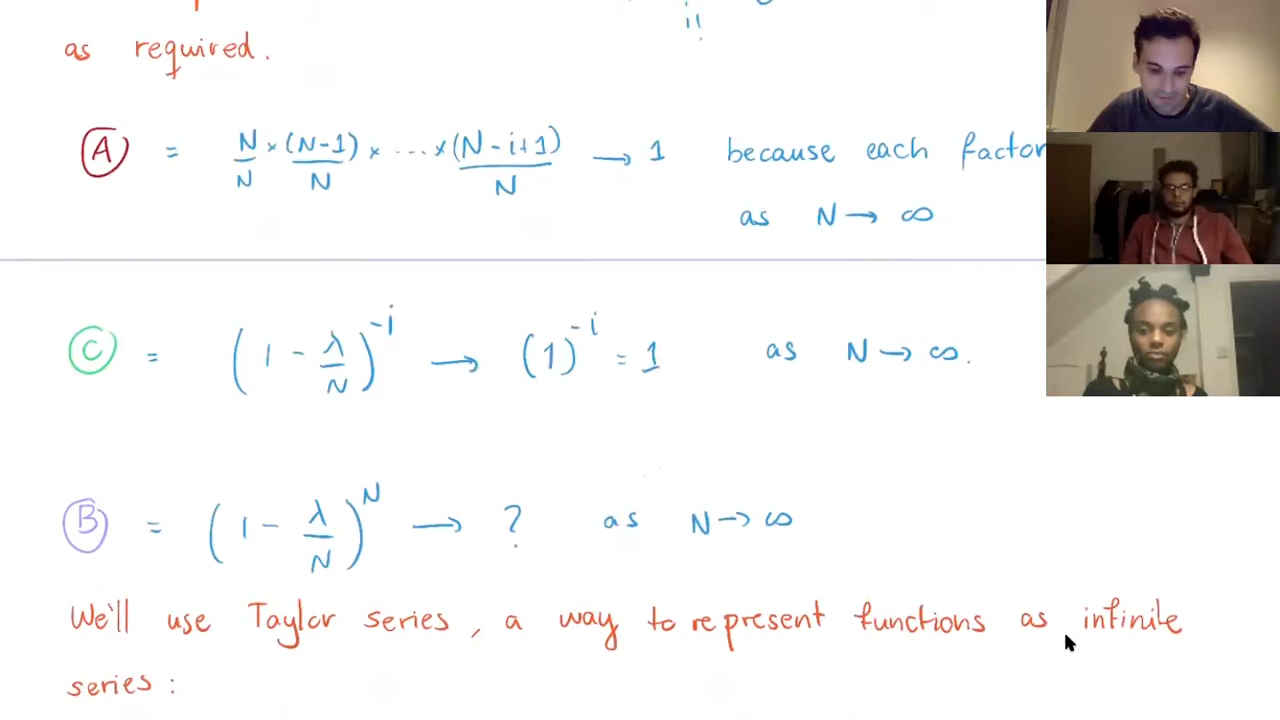 i!
as required.
Ⓐ = N/N × (N-1)/N × ... × (N-i+1)/N → 1 because each factor
as N → ∞
Ⓒ = (1 - λ/N)^-i → (1)^-i = 1 as N → ∞.
Ⓑ = (1 - λ/N)^N → ? as N → ∞
We'll use Taylor series, a way to represent functions as infinite
series: